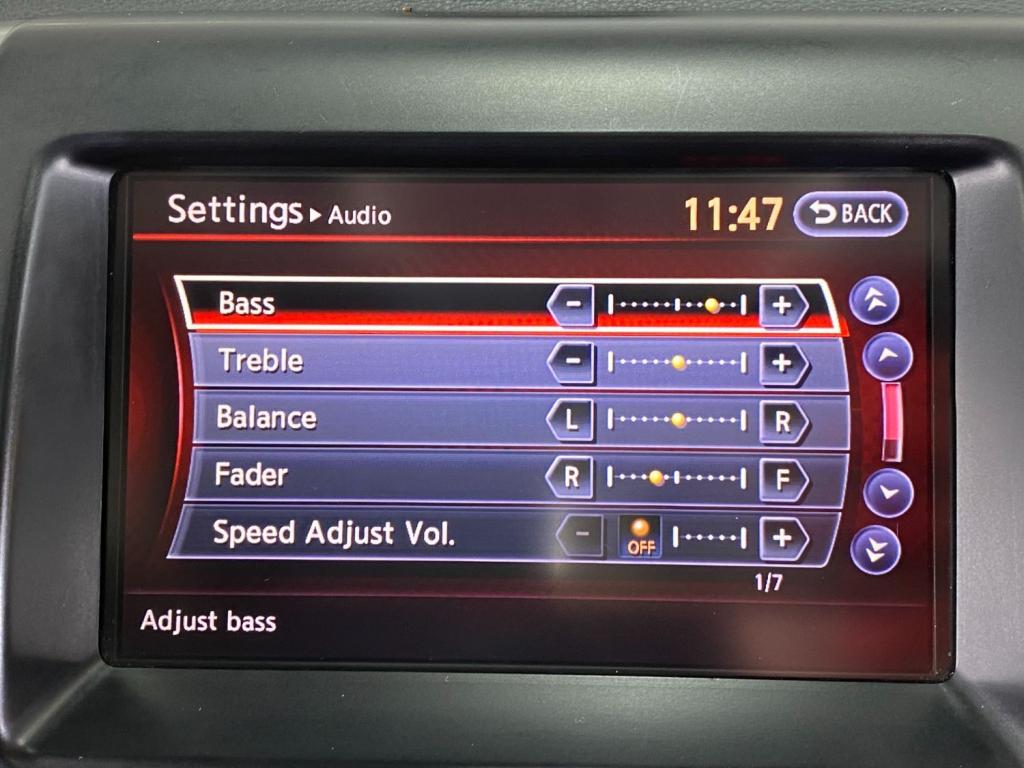 Settings ▸ Audio 11:47 BACK
Bass - +
Treble - +
Balance L R
Fader R F
Speed Adjust Vol. - OFF +
1/7
Adjust bass